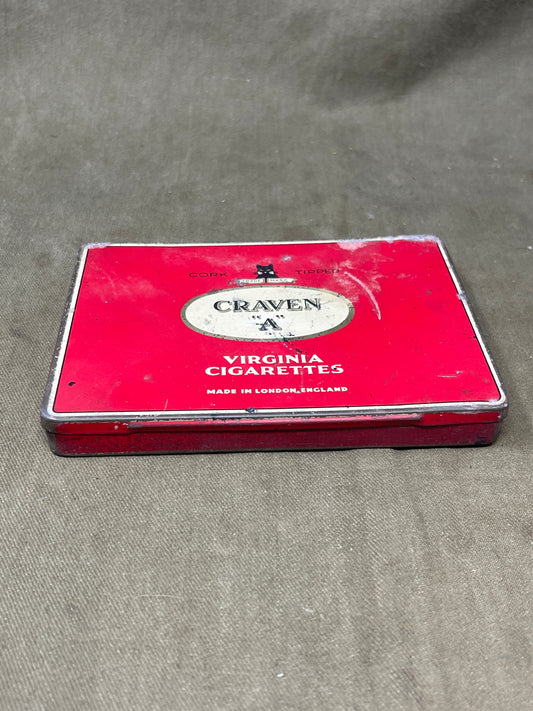 CORK TIPPED
CRAVEN
"A"
VIRGINIA
CIGARETTES
MADE IN LONDON, ENGLAND